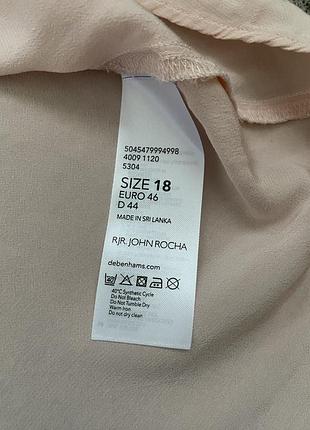 5045479994998
4009 1120
5304
SIZE 18
EURO 46
D 44
MADE IN SRI LANKA
RJR. JOHN ROCHA
debenhams.com
40°C Synthetic Cycle
Do Not Bleach
Do Not Tumble Dry
Warm Iron
Do not dry clean